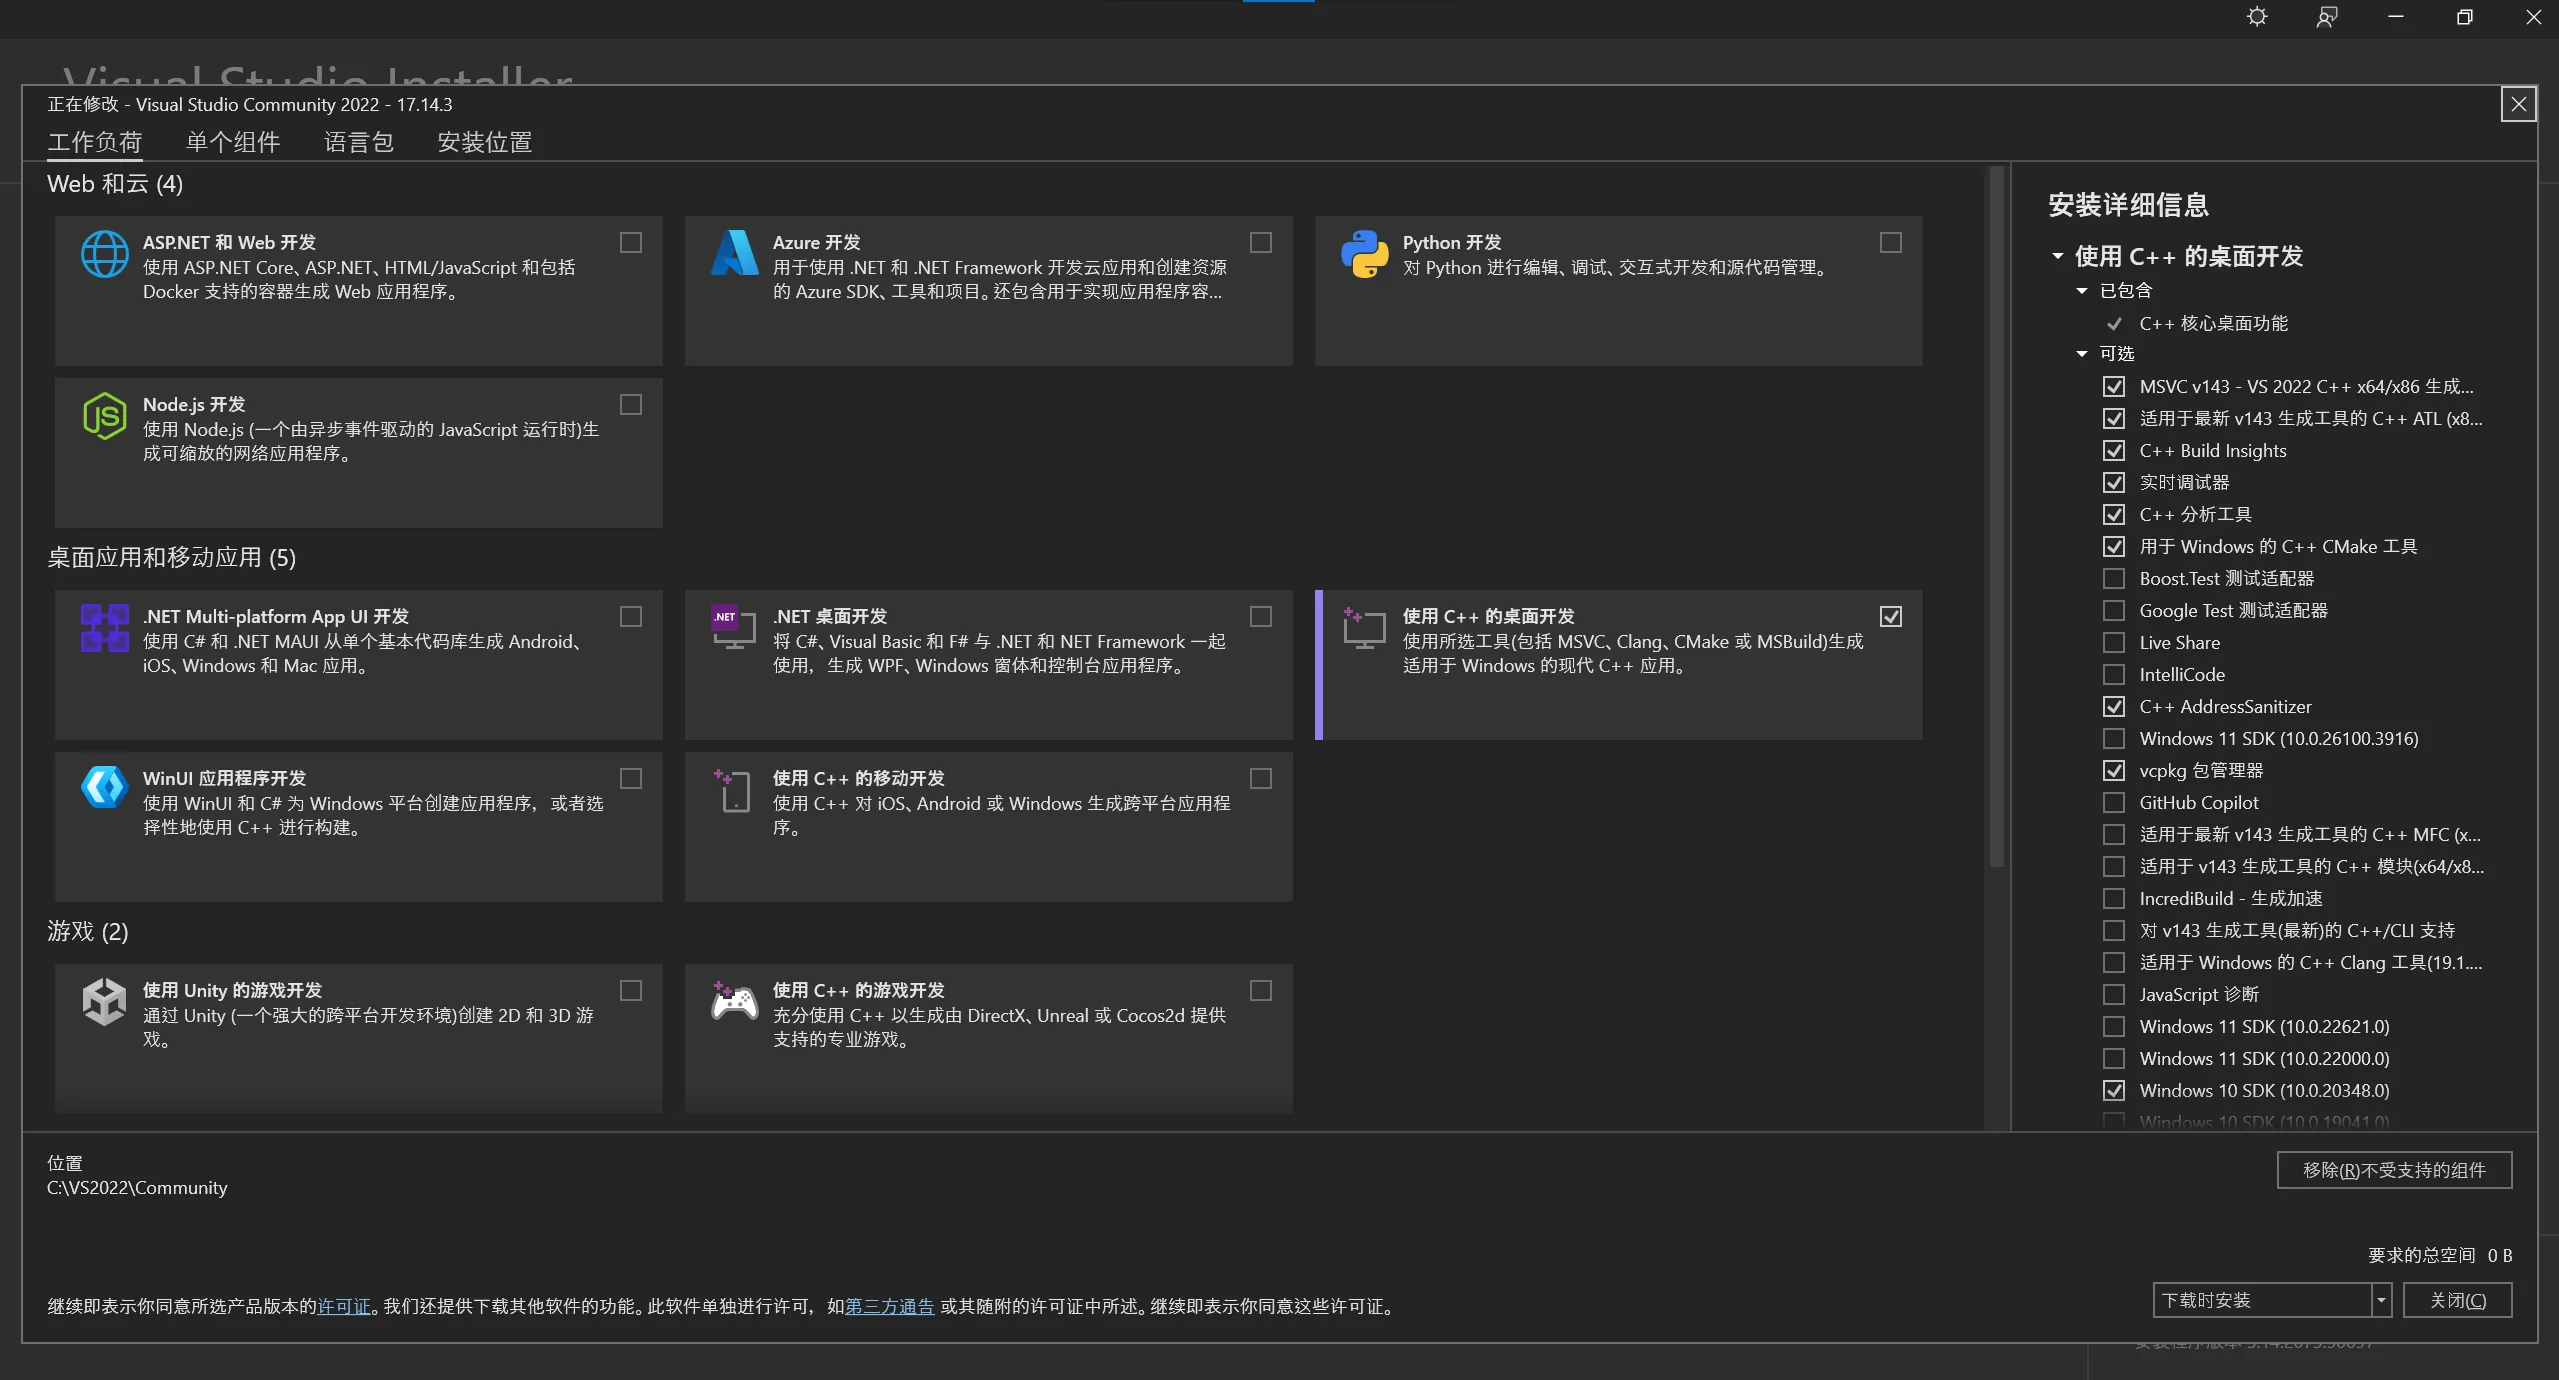 Visual Studio Installer
正在修改 - Visual Studio Community 2022 - 17.14.3
工作负荷 单个组件 语言包 安装位置
Web 和云 (4)
ASP.NET 和 Web 开发
使用 ASP.NET Core、ASP.NET、HTML/JavaScript 和包括
Docker 支持的容器生成 Web 应用程序。
Azure 开发
用于使用 .NET 和 .NET Framework 开发云应用和创建资源
的 Azure SDK、工具和项目。还包含用于实现应用程序容...
Python 开发
对 Python 进行编辑、调试、交互式开发和源代码管理。
Node.js 开发
使用 Node.js (一个由异步事件驱动的 JavaScript 运行时)生
成可缩放的网络应用程序。
桌面应用和移动应用 (5)
.NET Multi-platform App UI 开发
使用 C# 和 .NET MAUI 从单个基本代码库生成 Android、
iOS、Windows 和 Mac 应用。
.NET
.NET 桌面开发
将 C#、Visual Basic 和 F# 与 .NET 和 NET Framework 一起
使用，生成 WPF、Windows 窗体和控制台应用程序。
使用 C++ 的桌面开发
使用所选工具(包括 MSVC、Clang、CMake 或 MSBuild)生成
适用于 Windows 的现代 C++ 应用。
WinUI 应用程序开发
使用 WinUI 和 C# 为 Windows 平台创建应用程序，或者选
择性地使用 C++ 进行构建。
使用 C++ 的移动开发
使用 C++ 对 iOS、Android 或 Windows 生成跨平台应用程
序。
游戏 (2)
使用 Unity 的游戏开发
通过 Unity (一个强大的跨平台开发环境)创建 2D 和 3D 游
戏。
使用 C++ 的游戏开发
充分使用 C++ 以生成由 DirectX、Unreal 或 Cocos2d 提供
支持的专业游戏。
安装详细信息
使用 C++ 的桌面开发
已包含
C++ 核心桌面功能
可选
MSVC v143 - VS 2022 C++ x64/x86 生成...
适用于最新 v143 生成工具的 C++ ATL (x8...
C++ Build Insights
实时调试器
C++ 分析工具
用于 Windows 的 C++ CMake 工具
Boost.Test 测试适配器
Google Test 测试适配器
Live Share
IntelliCode
C++ AddressSanitizer
Windows 11 SDK (10.0.26100.3916)
vcpkg 包管理器
GitHub Copilot
适用于最新 v143 生成工具的 C++ MFC (x...
适用于 v143 生成工具的 C++ 模块(x64/x8...
IncrediBuild - 生成加速
对 v143 生成工具(最新)的 C++/CLI 支持
适用于 Windows 的 C++ Clang 工具(19.1....
JavaScript 诊断
Windows 11 SDK (10.0.22621.0)
Windows 11 SDK (10.0.22000.0)
Windows 10 SDK (10.0.20348.0)
Windows 10 SDK (10.0.19041.0)
位置
C:\VS2022\Community
移除(R)不受支持的组件
要求的总空间 0 B
继续即表示你同意所选产品版本的许可证。我们还提供下载其他软件的功能。此软件单独进行许可，如第三方通告 或其随附的许可证中所述。继续即表示你同意这些许可证。
下载时安装
关闭(C)